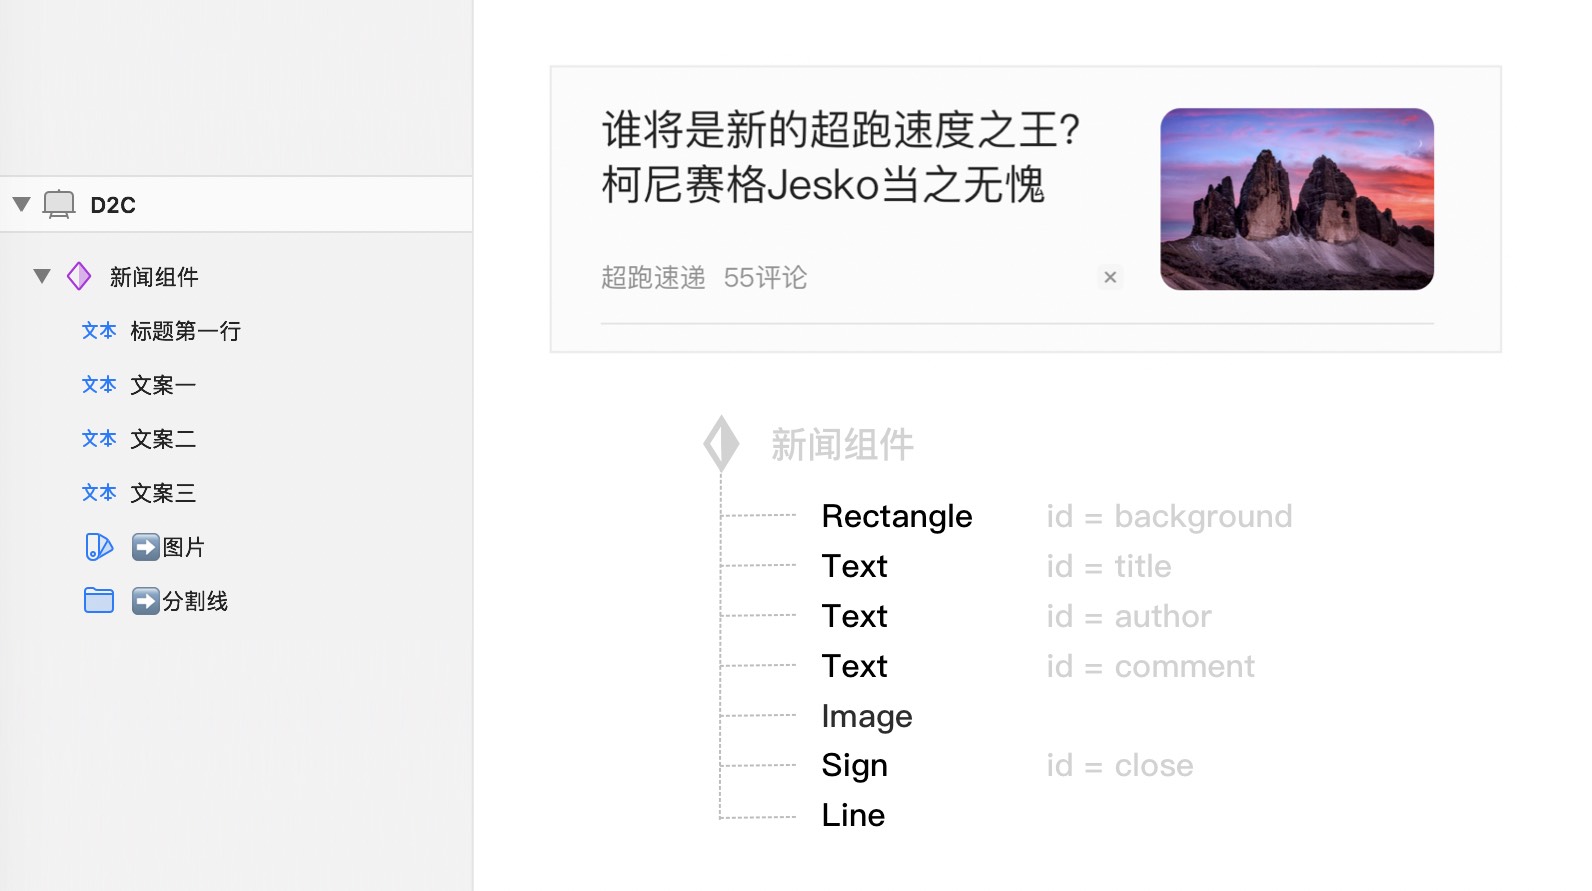 D2C
新闻组件
文本 标题第一行
文本 文案一
文本 文案二
文本 文案三
图片
分割线
谁将是新的超跑速度之王?
柯尼赛格Jesko当之无愧
超跑速递 55评论
新闻组件
Rectangle id = background
Text id = title
Text id = author
Text id = comment
Image
Sign id = close
Line